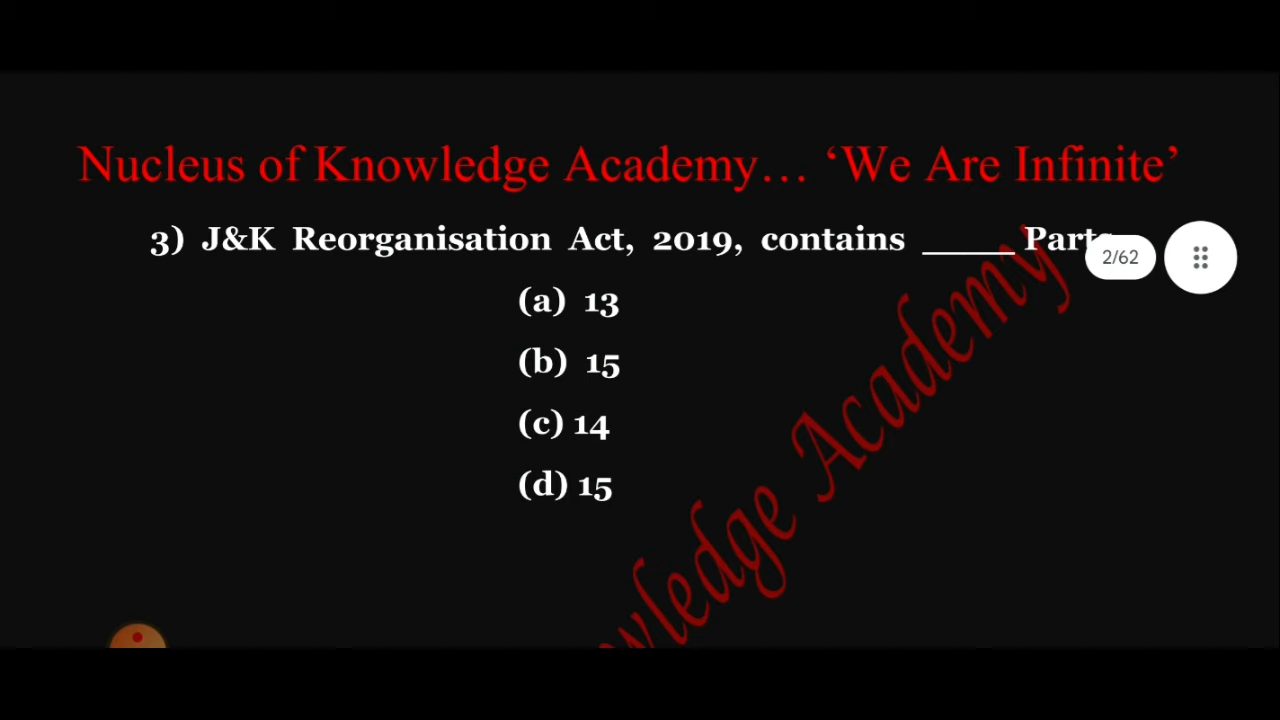 Nucleus of Knowledge Academy… ‘We Are Infinite’
3) J&K Reorganisation Act, 2019, contains _____ Parts
2/62
(a) 13
(b) 15
(c) 14
(d) 15
Academy